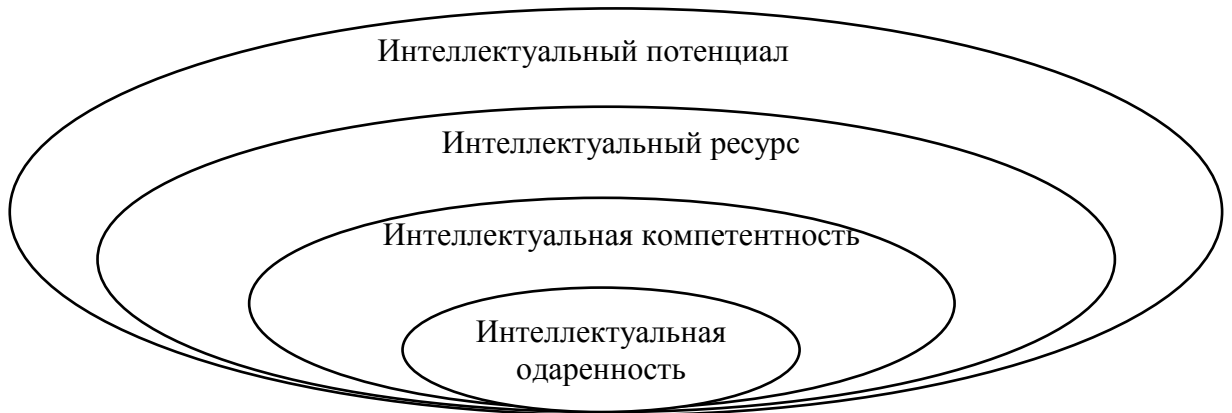 Интеллектуальный потенциал
Интеллектуальный ресурс
Интеллектуальная компетентность
Интеллектуальная
одаренность